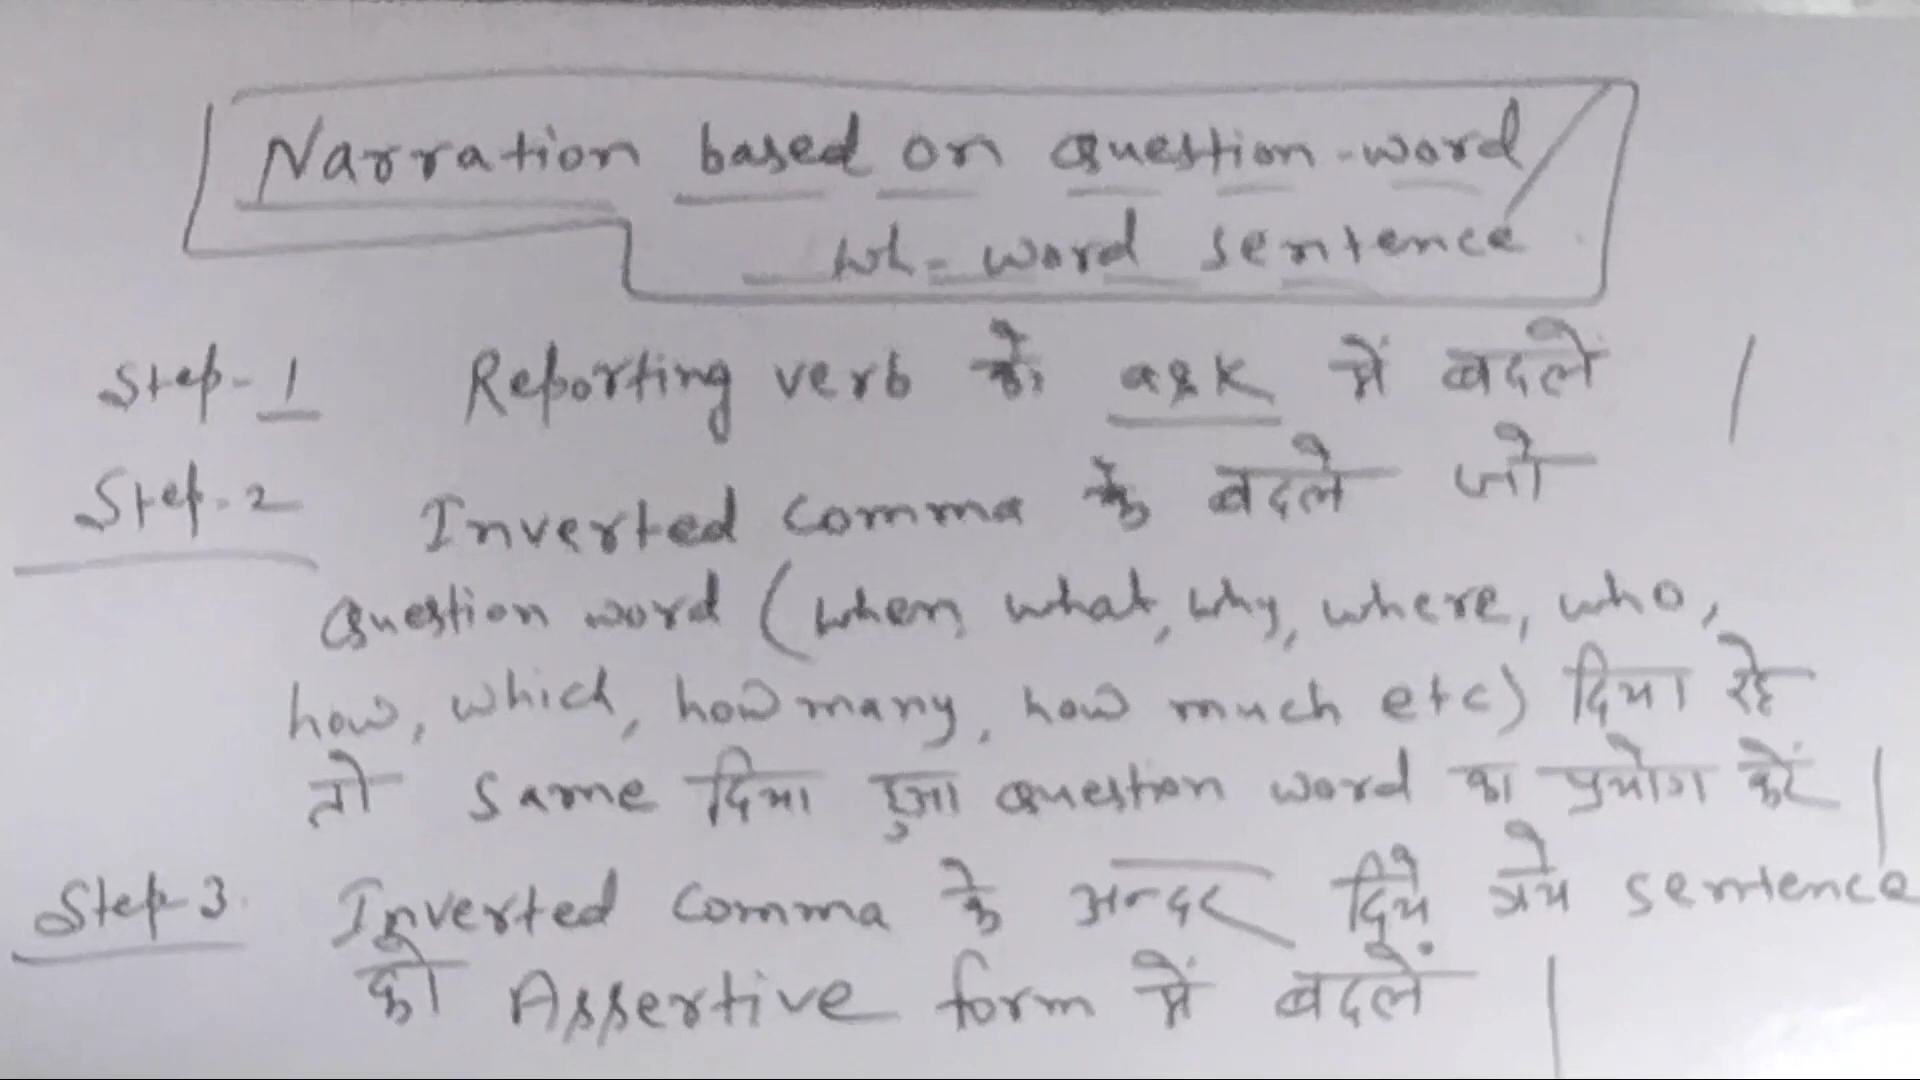 Narration based on question-word
wh-word sentence
Step-1 Reporting verb को ask में बदलें |
Step-2 Inverted comma के बदले जो
question word (when, what, why, where, who,
how, which, how many, how much etc) दिया रहे
तो same दिया हुआ question word का प्रयोग करें |
Step-3. Inverted comma के अन्दर दिये गये sentence
को Assertive form में बदलें |